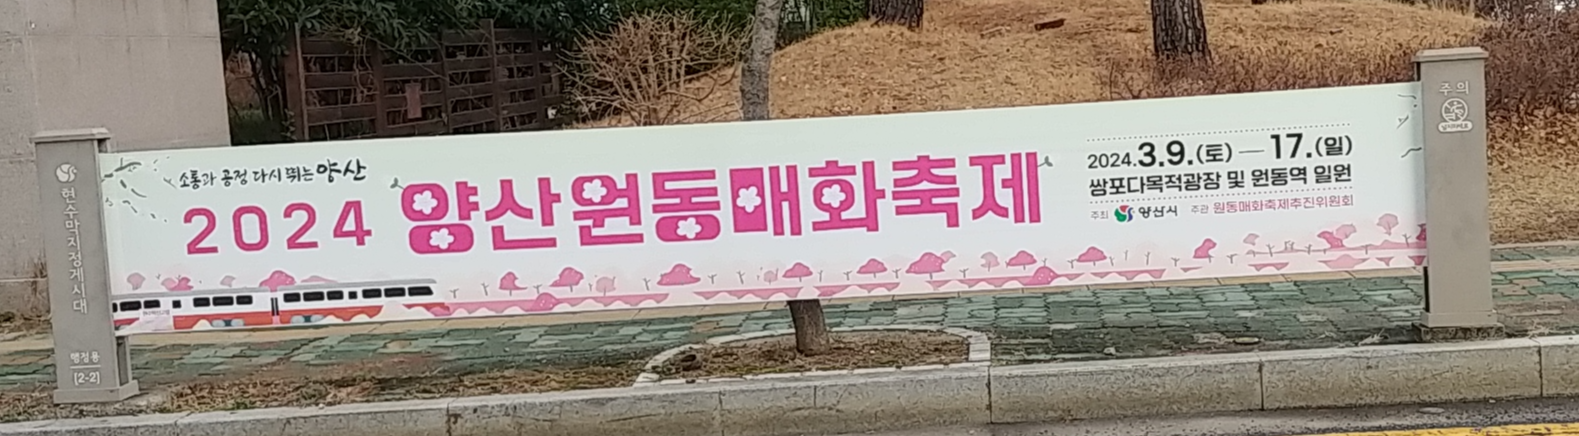 현수막지정게시대
행정용
[2-2]
소통과 공정 다시 뛰는 양산
2024 양산원동매화축제
2024.3.9.(토) — 17.(일)
쌍포다목적광장 및 원동역 일원
주최 양산시 주관 원동매화축제추진위원회
주의